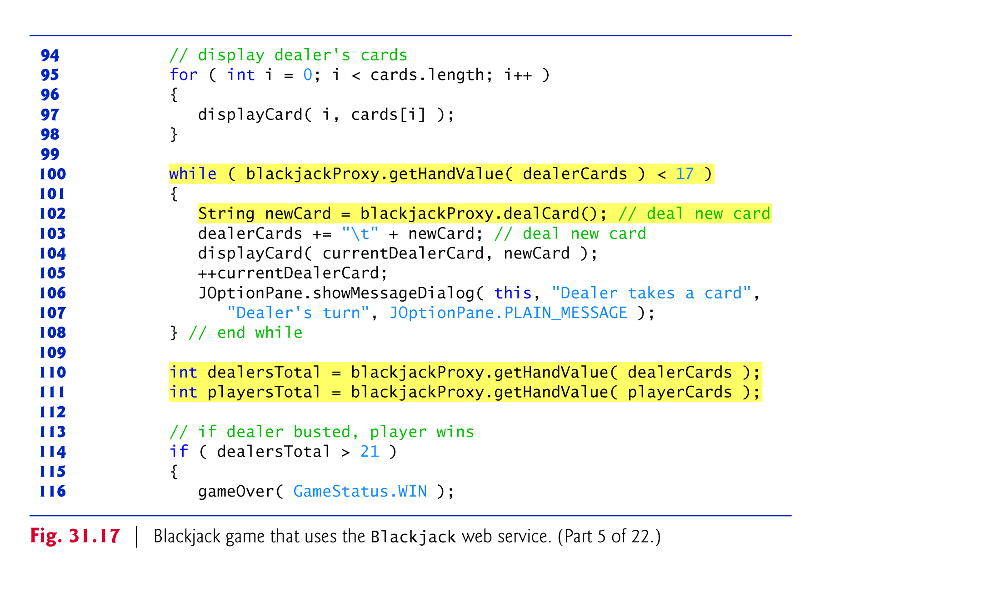 94 // display dealer's cards
95 for ( int i = 0; i < cards.length; i++ )
96 {
97 displayCard( i, cards[i] );
98 }
99
100 while ( blackjackProxy.getHandValue( dealerCards ) < 17 )
101 {
102 String newCard = blackjackProxy.dealCard(); // deal new card
103 dealerCards += "\t" + newCard; // deal new card
104 displayCard( currentDealerCard, newCard );
105 ++currentDealerCard;
106 JOptionPane.showMessageDialog( this, "Dealer takes a card",
107 "Dealer's turn", JOptionPane.PLAIN_MESSAGE );
108 } // end while
109
110 int dealersTotal = blackjackProxy.getHandValue( dealerCards );
111 int playersTotal = blackjackProxy.getHandValue( playerCards );
112
113 // if dealer busted, player wins
114 if ( dealersTotal > 21 )
115 {
116 gameOver( GameStatus.WIN );
Fig. 31.17 | Blackjack game that uses the Blackjack web service. (Part 5 of 22.)